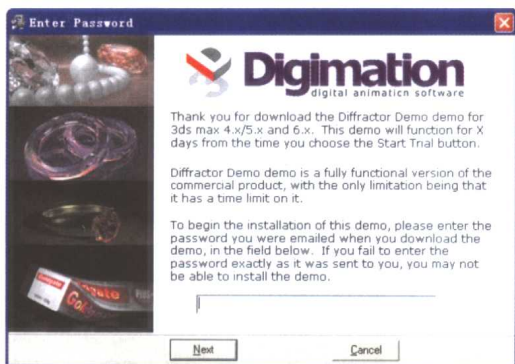 Enter Password
Digimation
digital animation software
Thank you for download the Diffractor Demo demo for
3ds max 4.x/5.x and 6.x. This demo will function for X
days from the time you choose the Start Trial button.
Diffractor Demo demo is a fully functional version of the
commercial product, with the only limitation being that
it has a time limit on it.
To begin the installation of this demo, please enter the
password you were emailed when you download the
demo, in the field below. If you fail to enter the
password exactly as it was sent to you, you may not
be able to install the demo.
Next
Cancel